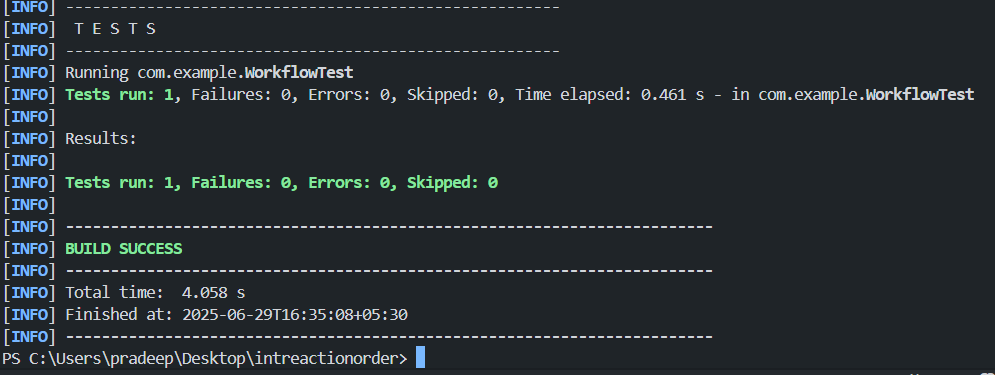 [INFO] -------------------------------------------------------
[INFO]  T E S T S
[INFO] -------------------------------------------------------
[INFO] Running com.example.WorkflowTest
[INFO] Tests run: 1, Failures: 0, Errors: 0, Skipped: 0, Time elapsed: 0.461 s - in com.example.WorkflowTest
[INFO]
[INFO] Results:
[INFO]
[INFO] Tests run: 1, Failures: 0, Errors: 0, Skipped: 0
[INFO]
[INFO] ------------------------------------------------------------------------
[INFO] BUILD SUCCESS
[INFO] ------------------------------------------------------------------------
[INFO] Total time:  4.058 s
[INFO] Finished at: 2025-06-29T16:35:08+05:30
[INFO] ------------------------------------------------------------------------
PS C:\Users\pradeep\Desktop\intreactionorder>